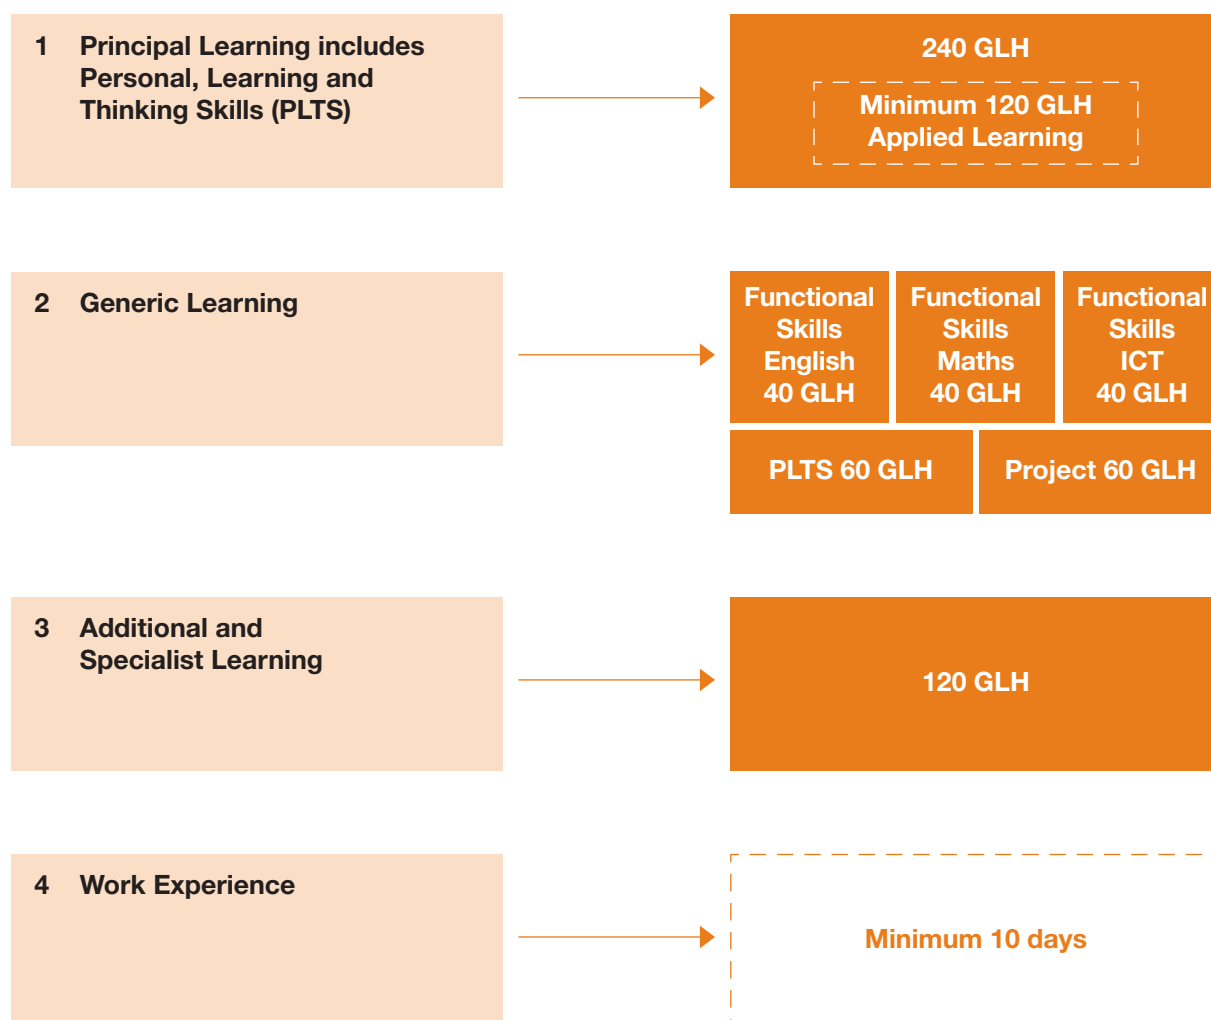 1 Principal Learning includes
Personal, Learning and
Thinking Skills (PLTS)
240 GLH
Minimum 120 GLH
Applied Learning
2 Generic Learning
Functional
Skills
English
40 GLH
Functional
Skills
Maths
40 GLH
Functional
Skills
ICT
40 GLH
PLTS 60 GLH
Project 60 GLH
3 Additional and
Specialist Learning
120 GLH
4 Work Experience
Minimum 10 days